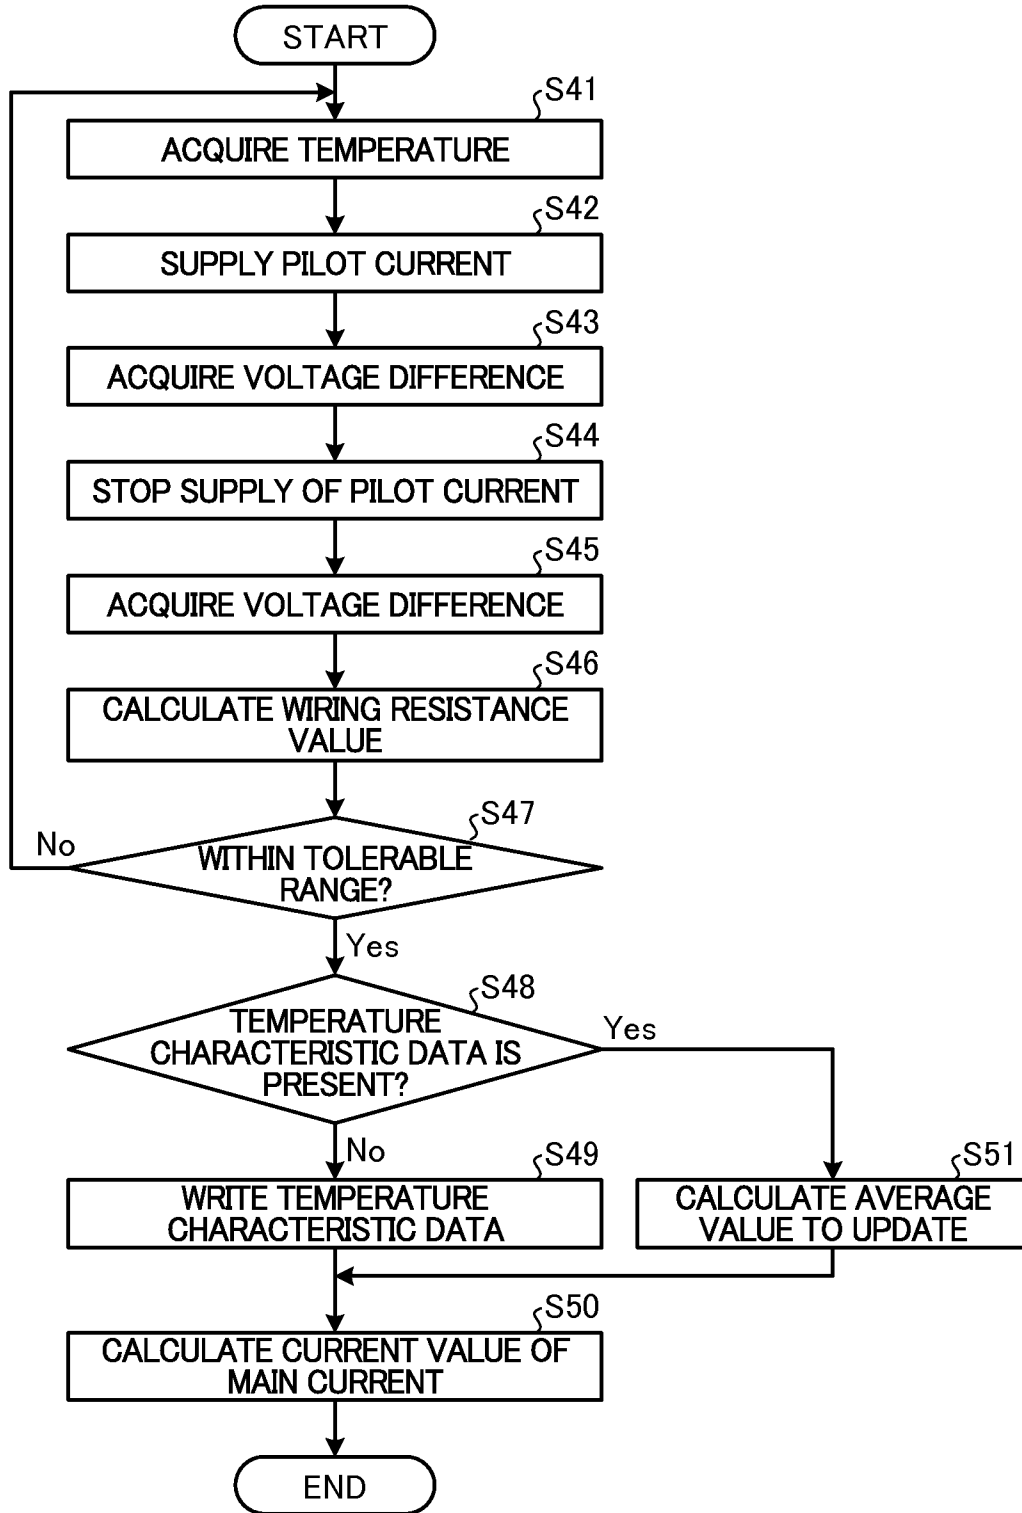 START
S41
ACQUIRE TEMPERATURE
S42
SUPPLY PILOT CURRENT
S43
ACQUIRE VOLTAGE DIFFERENCE
S44
STOP SUPPLY OF PILOT CURRENT
S45
ACQUIRE VOLTAGE DIFFERENCE
S46
CALCULATE WIRING RESISTANCE
VALUE
S47
No
WITHIN TOLERABLE
RANGE?
Yes
S48
TEMPERATURE
CHARACTERISTIC DATA IS
PRESENT?
Yes
No
S49
WRITE TEMPERATURE
CHARACTERISTIC DATA
S51
CALCULATE AVERAGE
VALUE TO UPDATE
S50
CALCULATE CURRENT VALUE OF
MAIN CURRENT
END